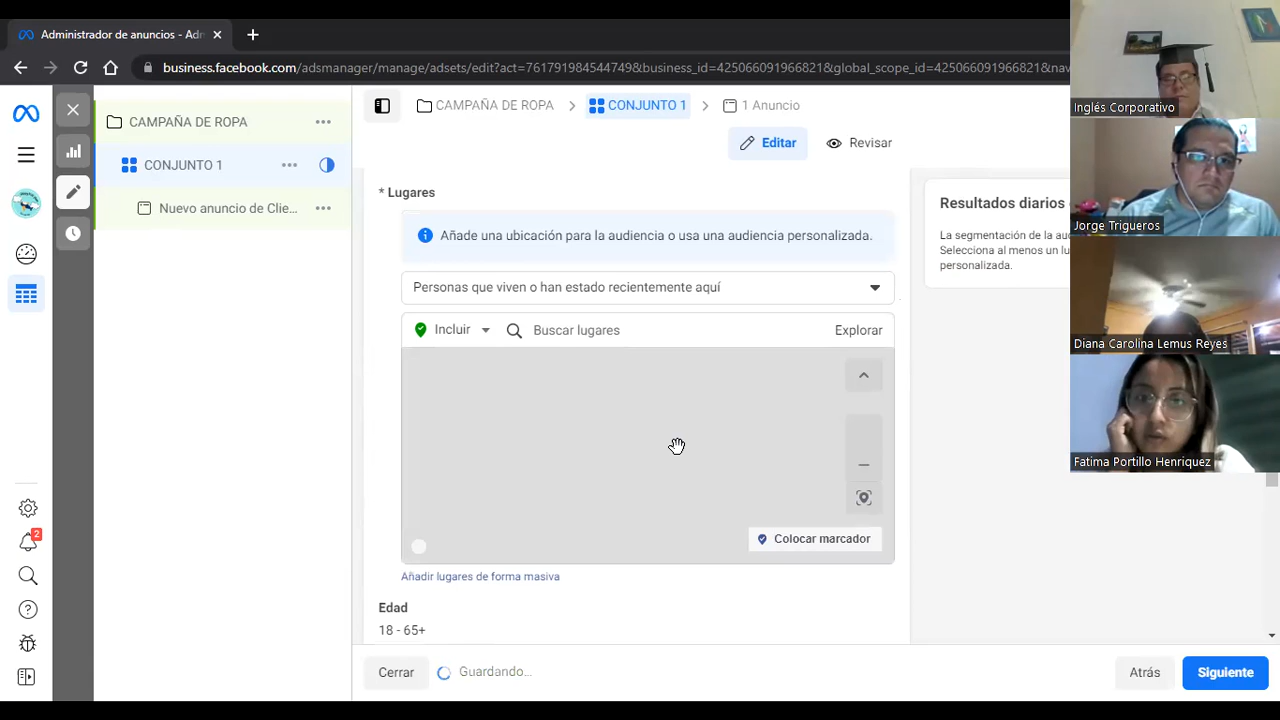 Administrador de anuncios - Adn
business.facebook.com/adsmanager/manage/adsets/edit?act=761791984544749&business_id=425066091966821&global_scope_id=425066091966821&nav
CAMPAÑA DE ROPA
CONJUNTO 1
Nuevo anuncio de Clie...
CAMPAÑA DE ROPA
CONJUNTO 1
1 Anuncio
Editar
Revisar
* Lugares
Añade una ubicación para la audiencia o usa una audiencia personalizada.
Personas que viven o han estado recientemente aquí
Incluir
Buscar lugares
Explorar
Colocar marcador
Añadir lugares de forma masiva
Edad
18 - 65+
Cerrar
Guardando...
Atrás
Siguiente
Resultados diarios
La segmentación de la au
Selecciona al menos un lu
personalizada.
2
Inglés Corporativo
Jorge Trigueros
Diana Carolina Lemus Reyes
Fatima Portillo Henriquez